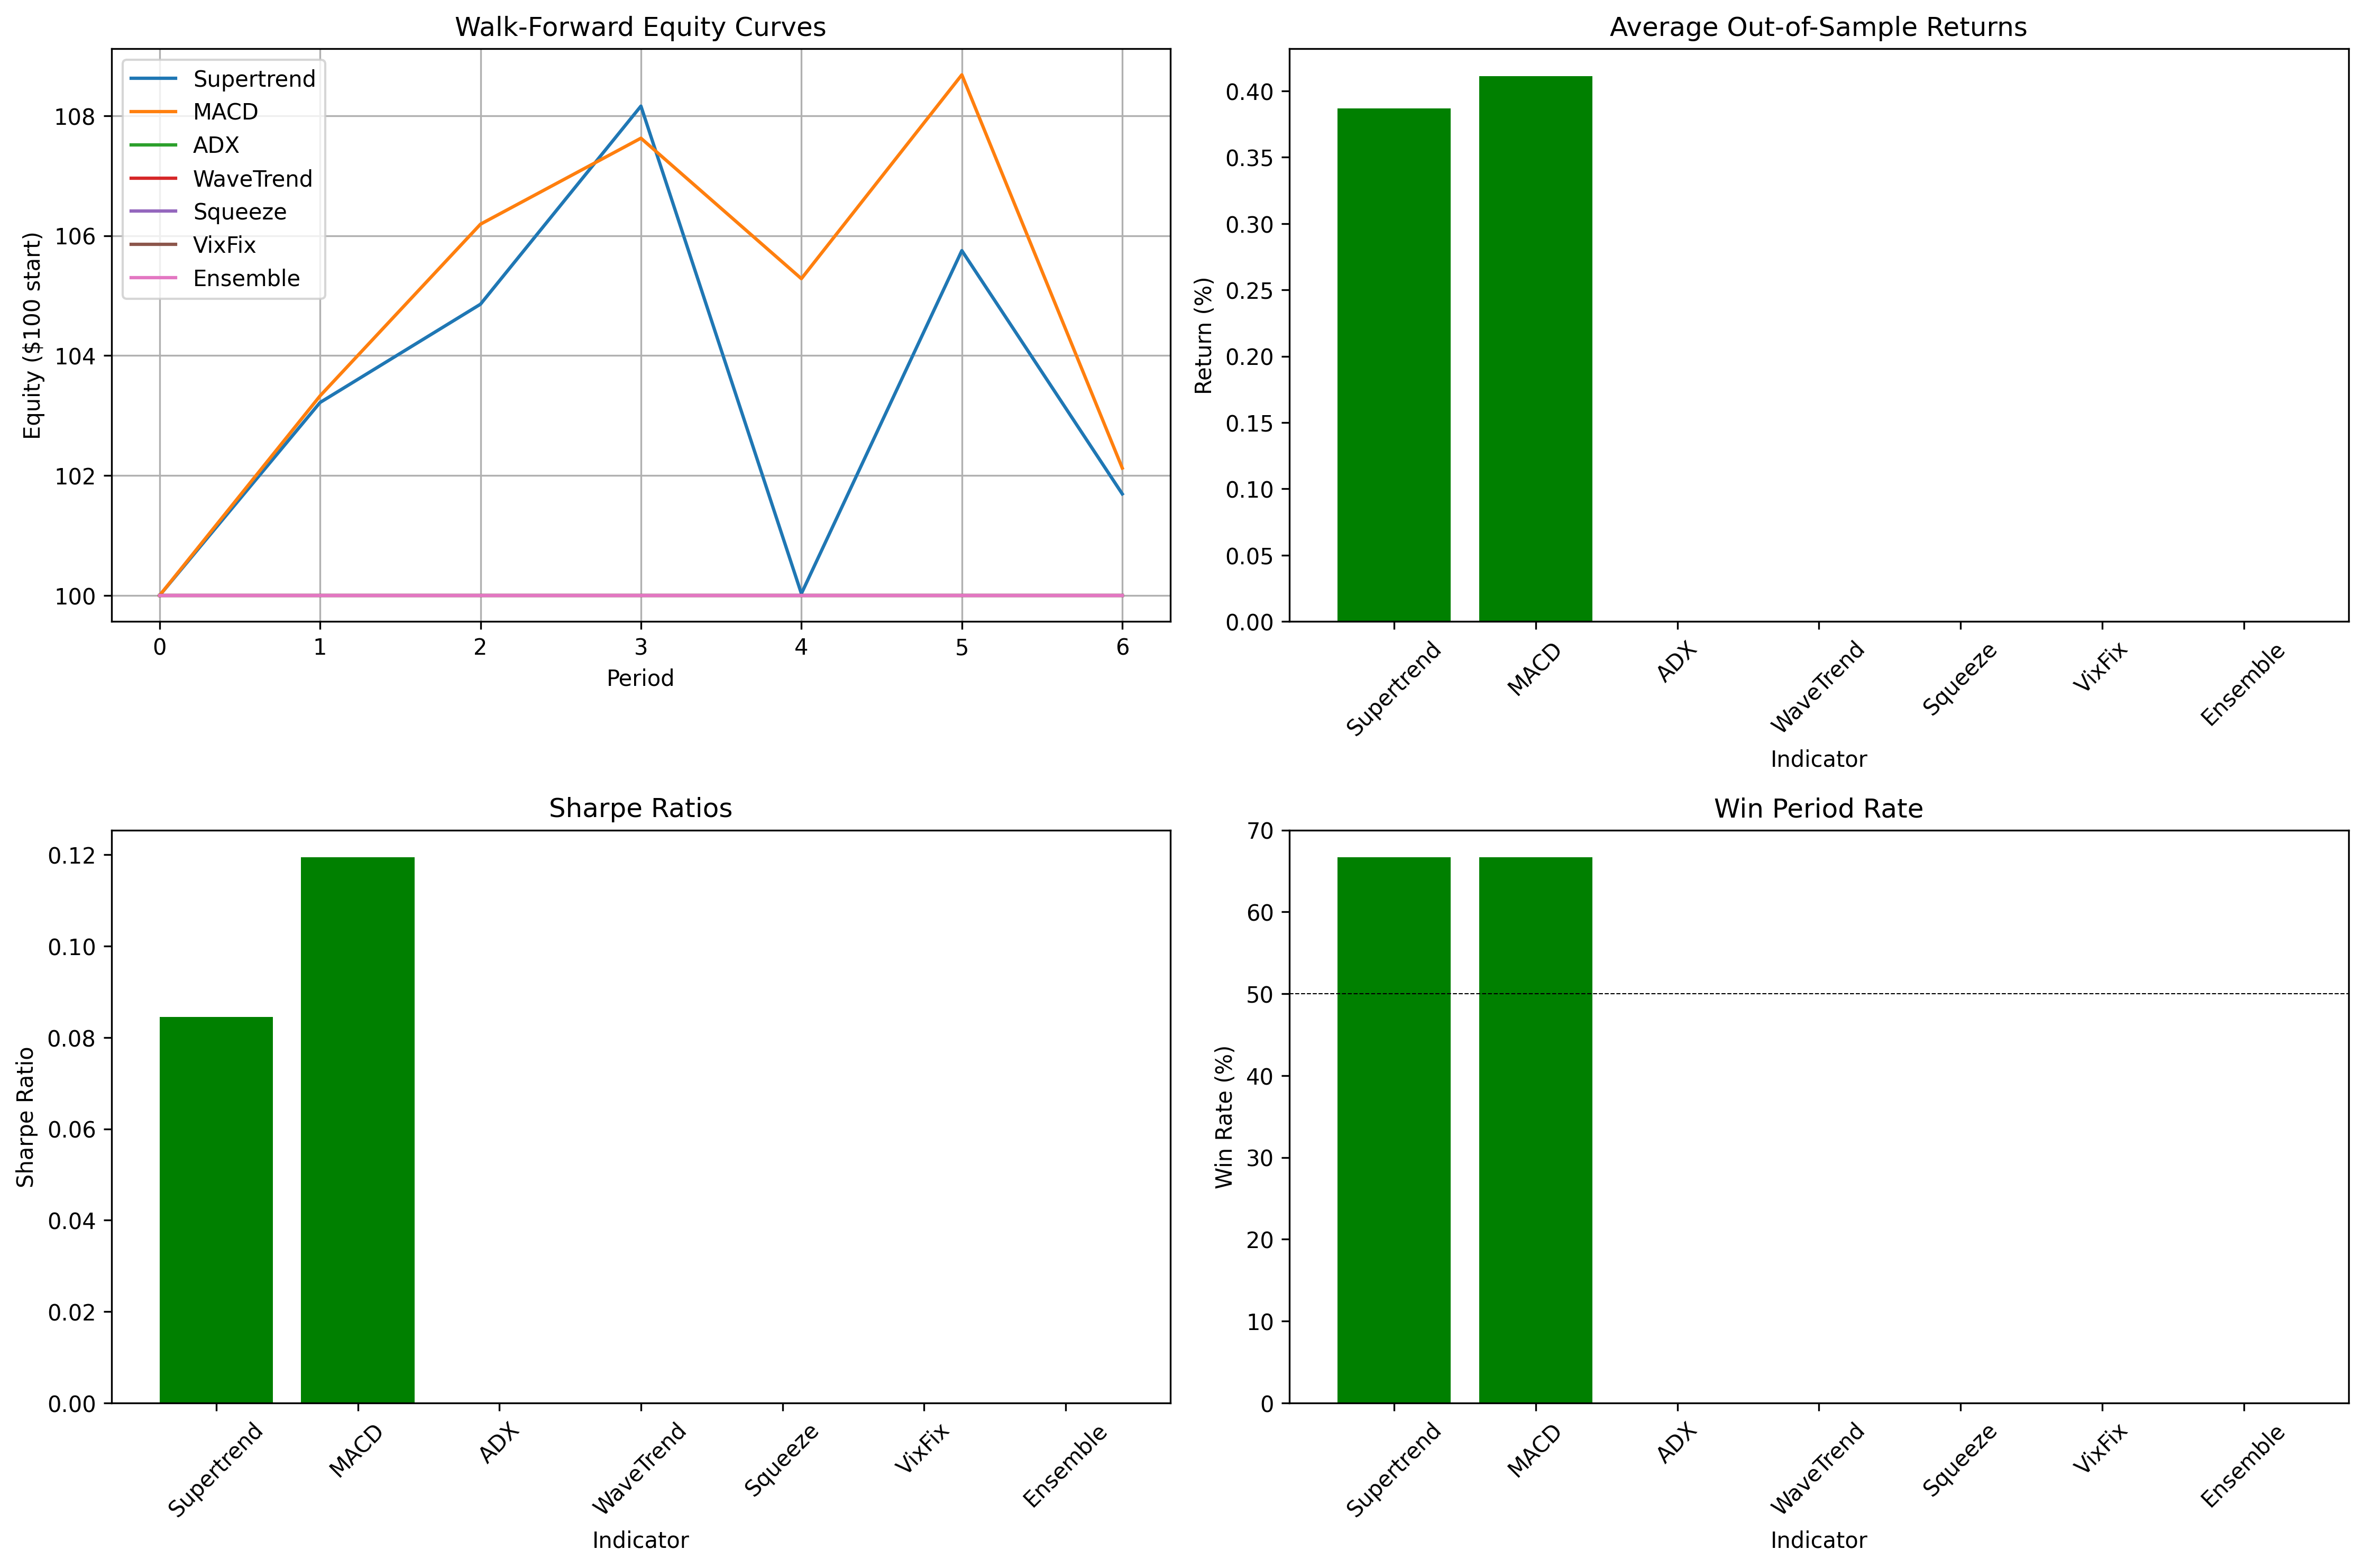 Walk-Forward Equity Curves
Supertrend
MACD
ADX
WaveTrend
Squeeze
VixFix
Ensemble
Equity ($100 start)
108
106
104
102
100
0 1 2 3 4 5 6
Period
Average Out-of-Sample Returns
Return (%)
0.40
0.35
0.30
0.25
0.20
0.15
0.10
0.05
0.00
Supertrend MACD ADX WaveTrend Squeeze VixFix Ensemble
Indicator
Sharpe Ratios
Sharpe Ratio
0.12
0.10
0.08
0.06
0.04
0.02
0.00
Supertrend MACD ADX WaveTrend Squeeze VixFix Ensemble
Indicator
Win Period Rate
Win Rate (%)
70
60
50
40
30
20
10
0
Supertrend MACD ADX WaveTrend Squeeze VixFix Ensemble
Indicator